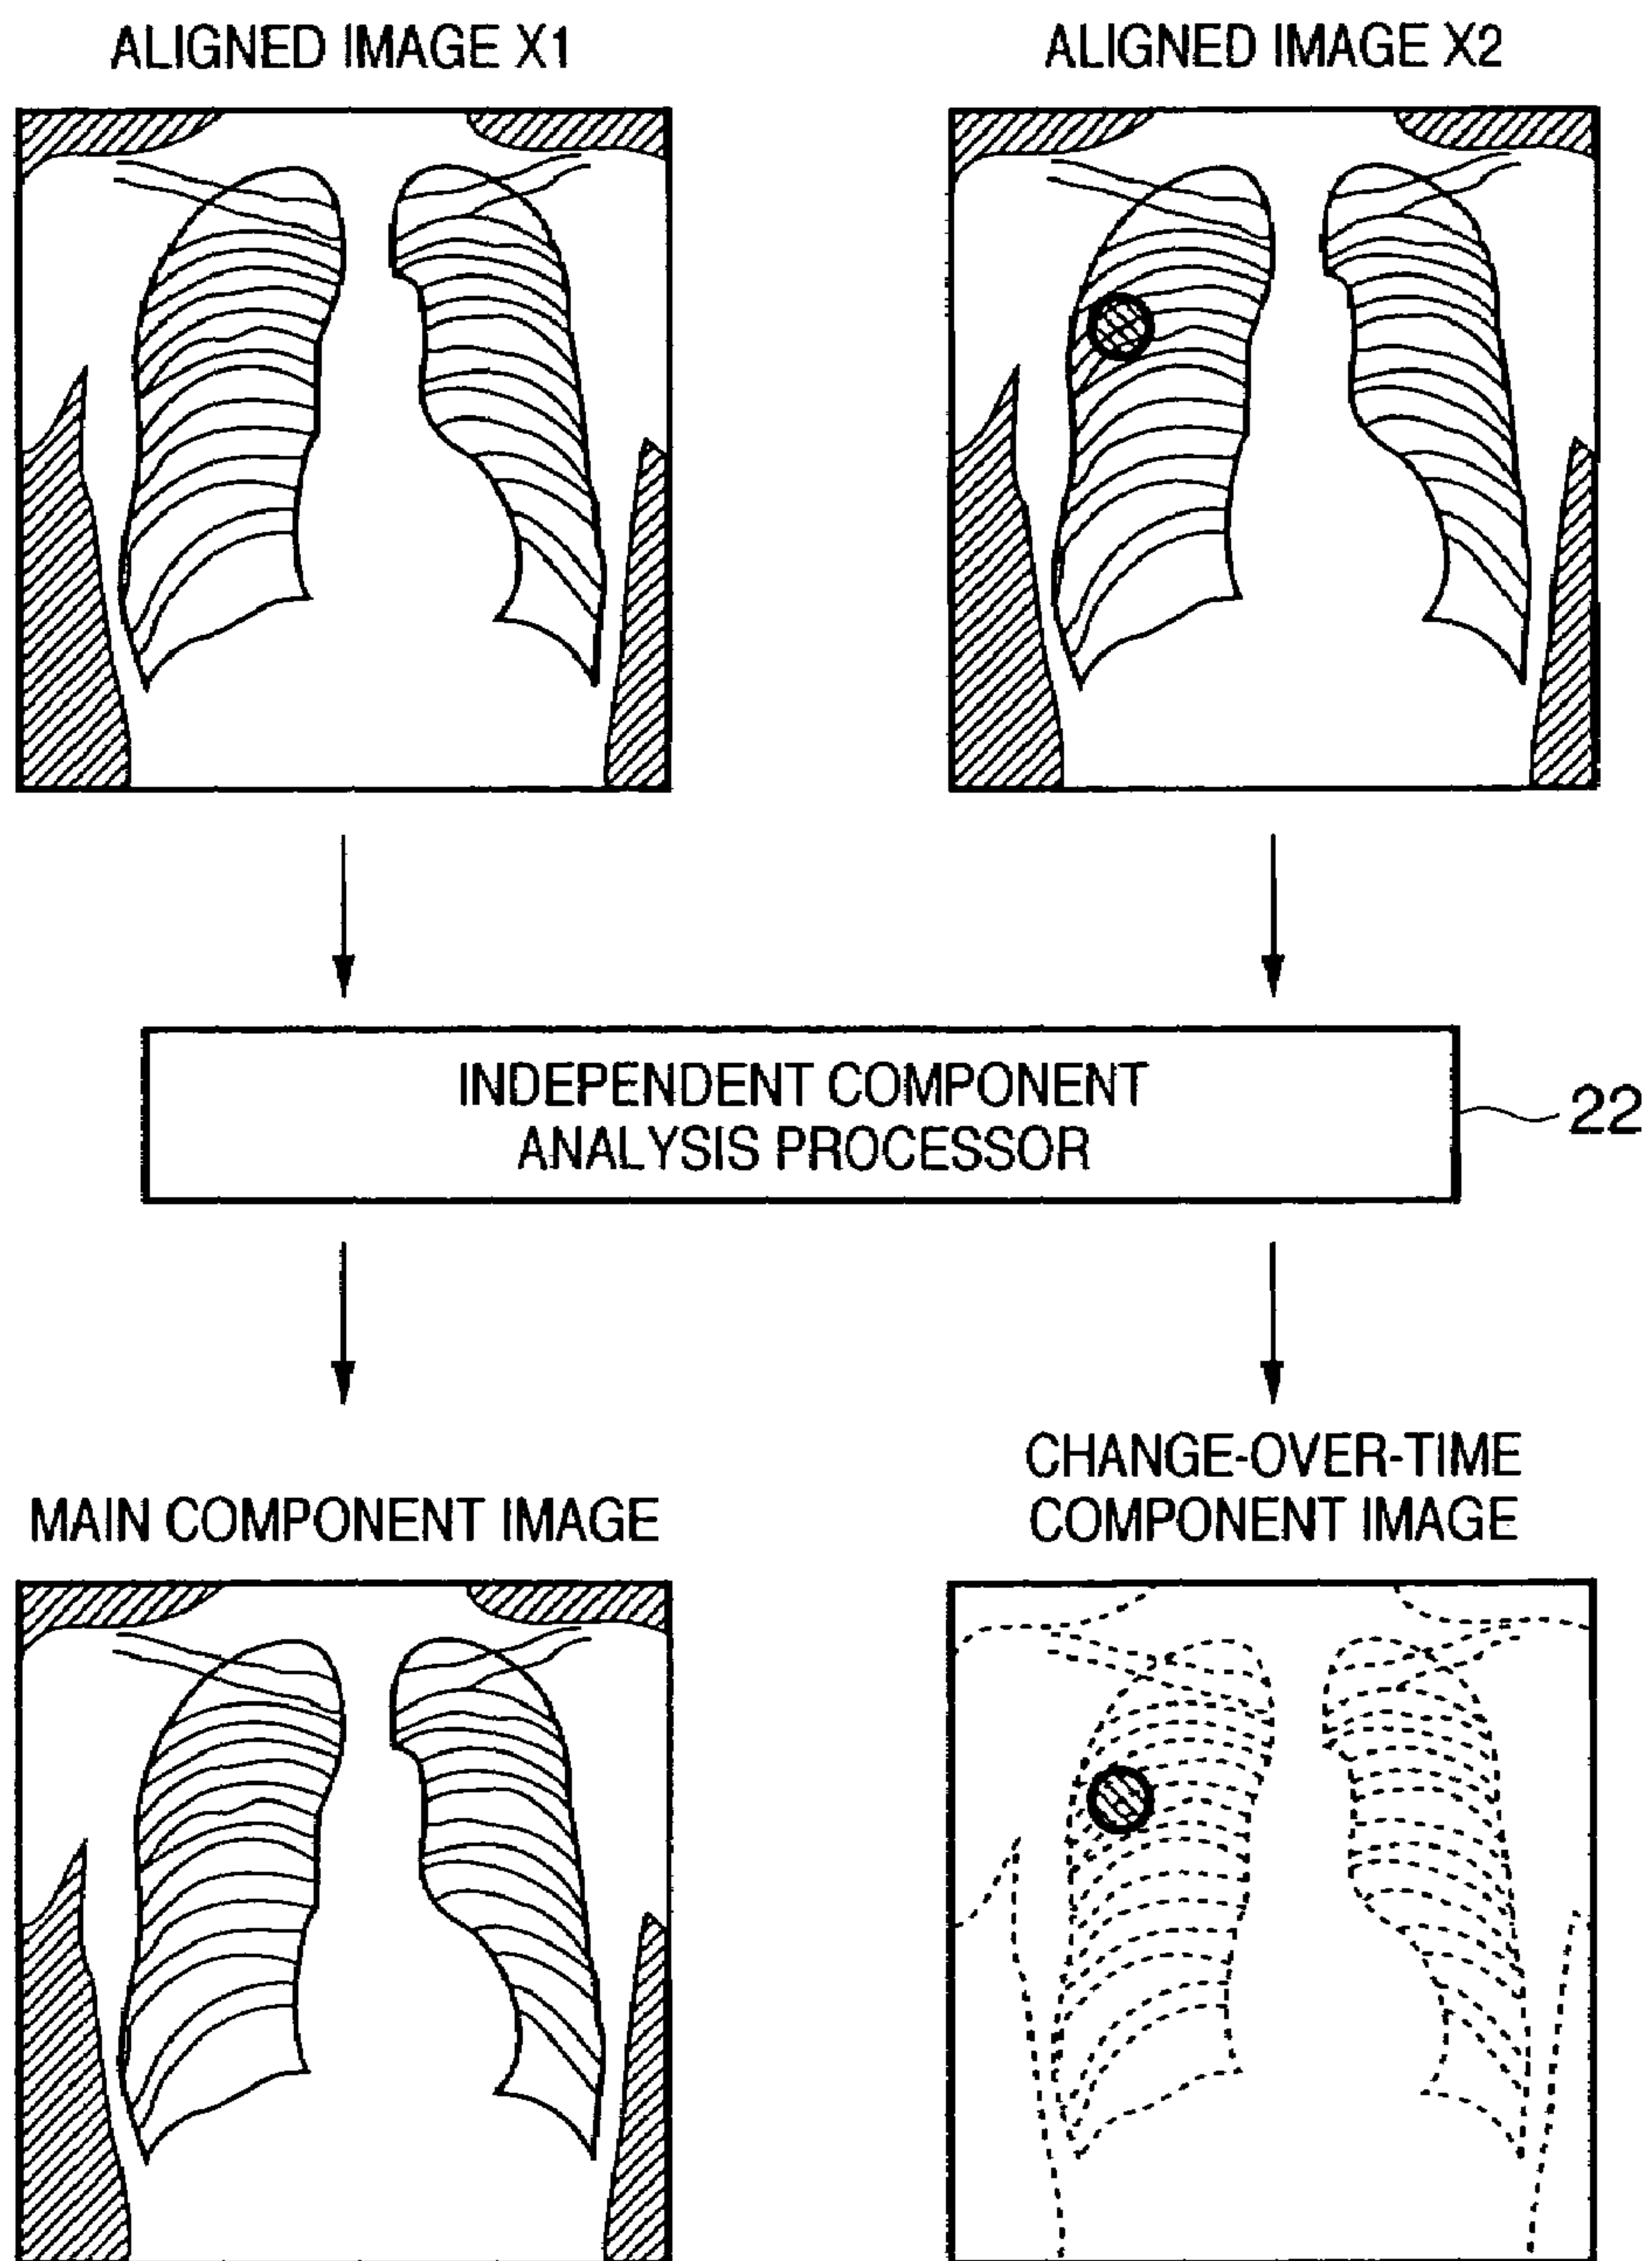 ALIGNED IMAGE X1
ALIGNED IMAGE X2
INDEPENDENT COMPONENT
ANALYSIS PROCESSOR
22
MAIN COMPONENT IMAGE
CHANGE-OVER-TIME
COMPONENT IMAGE